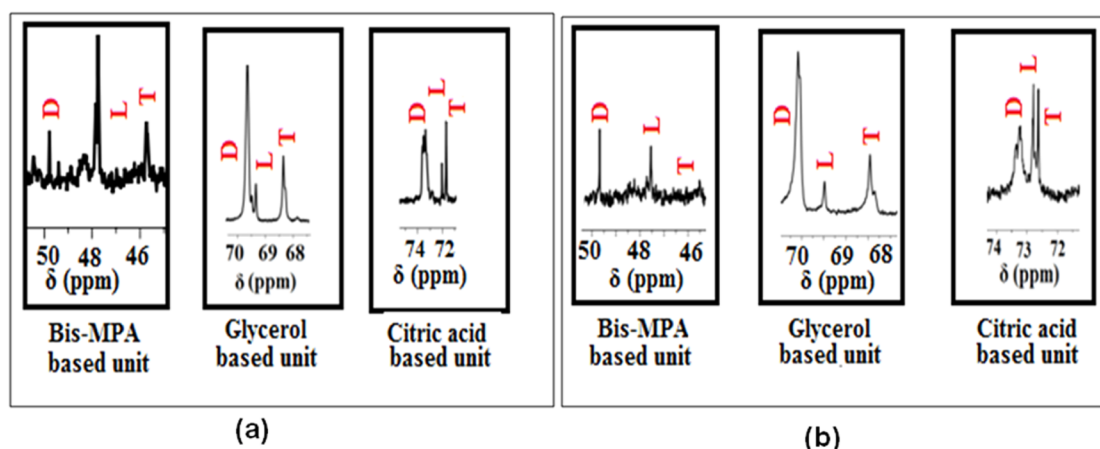 D
L
T
50 48 46
δ (ppm)
Bis-MPA
based unit
D
L
T
70 69 68
δ (ppm)
Glycerol
based unit
D
L
T
74 72
δ (ppm)
Citric acid
based unit
(a)
D
L
T
50 48 46
δ (ppm)
Bis-MPA
based unit
D
L
T
70 69 68
δ (ppm)
Glycerol
based unit
D
L
T
74 73 72
δ (ppm)
Citric acid
based unit
(b)